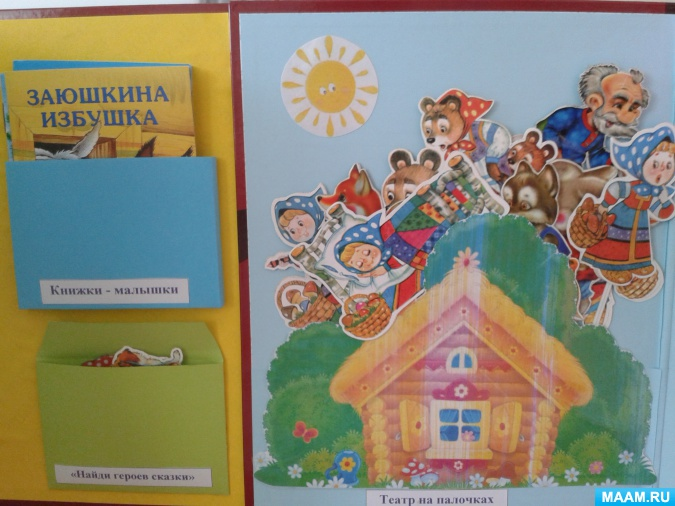 ЗАЮШКИНА
ИЗБУШКА
Книжки - малышки
«Найди героев сказки»
Театр на палочках
MAAM.RU